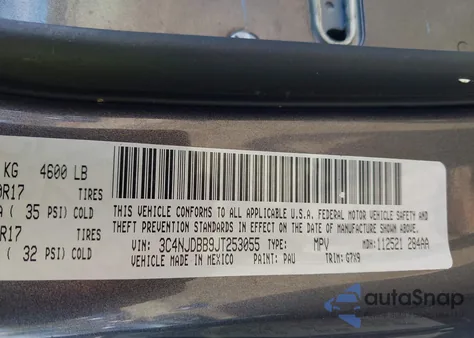 KG 4600 LB
R17 TIRES
(35 PSI) COLD
R17 TIRES
(32 PSI) COLD
THIS VEHICLE CONFORMS TO ALL APPLICABLE U.S.A. FEDERAL MOTOR VEHICLE SAFETY AND
THEFT PREVENTION STANDARDS IN EFFECT ON THE DATE OF MANUFACTURE SHOWN ABOVE.
VIN: 3C4NJDBB9JT253055 TYPE: MPV MDH: 112521 284AA
VEHICLE MADE IN MEXICO PAINT: PAU TRIM: G7X9
autaSnap